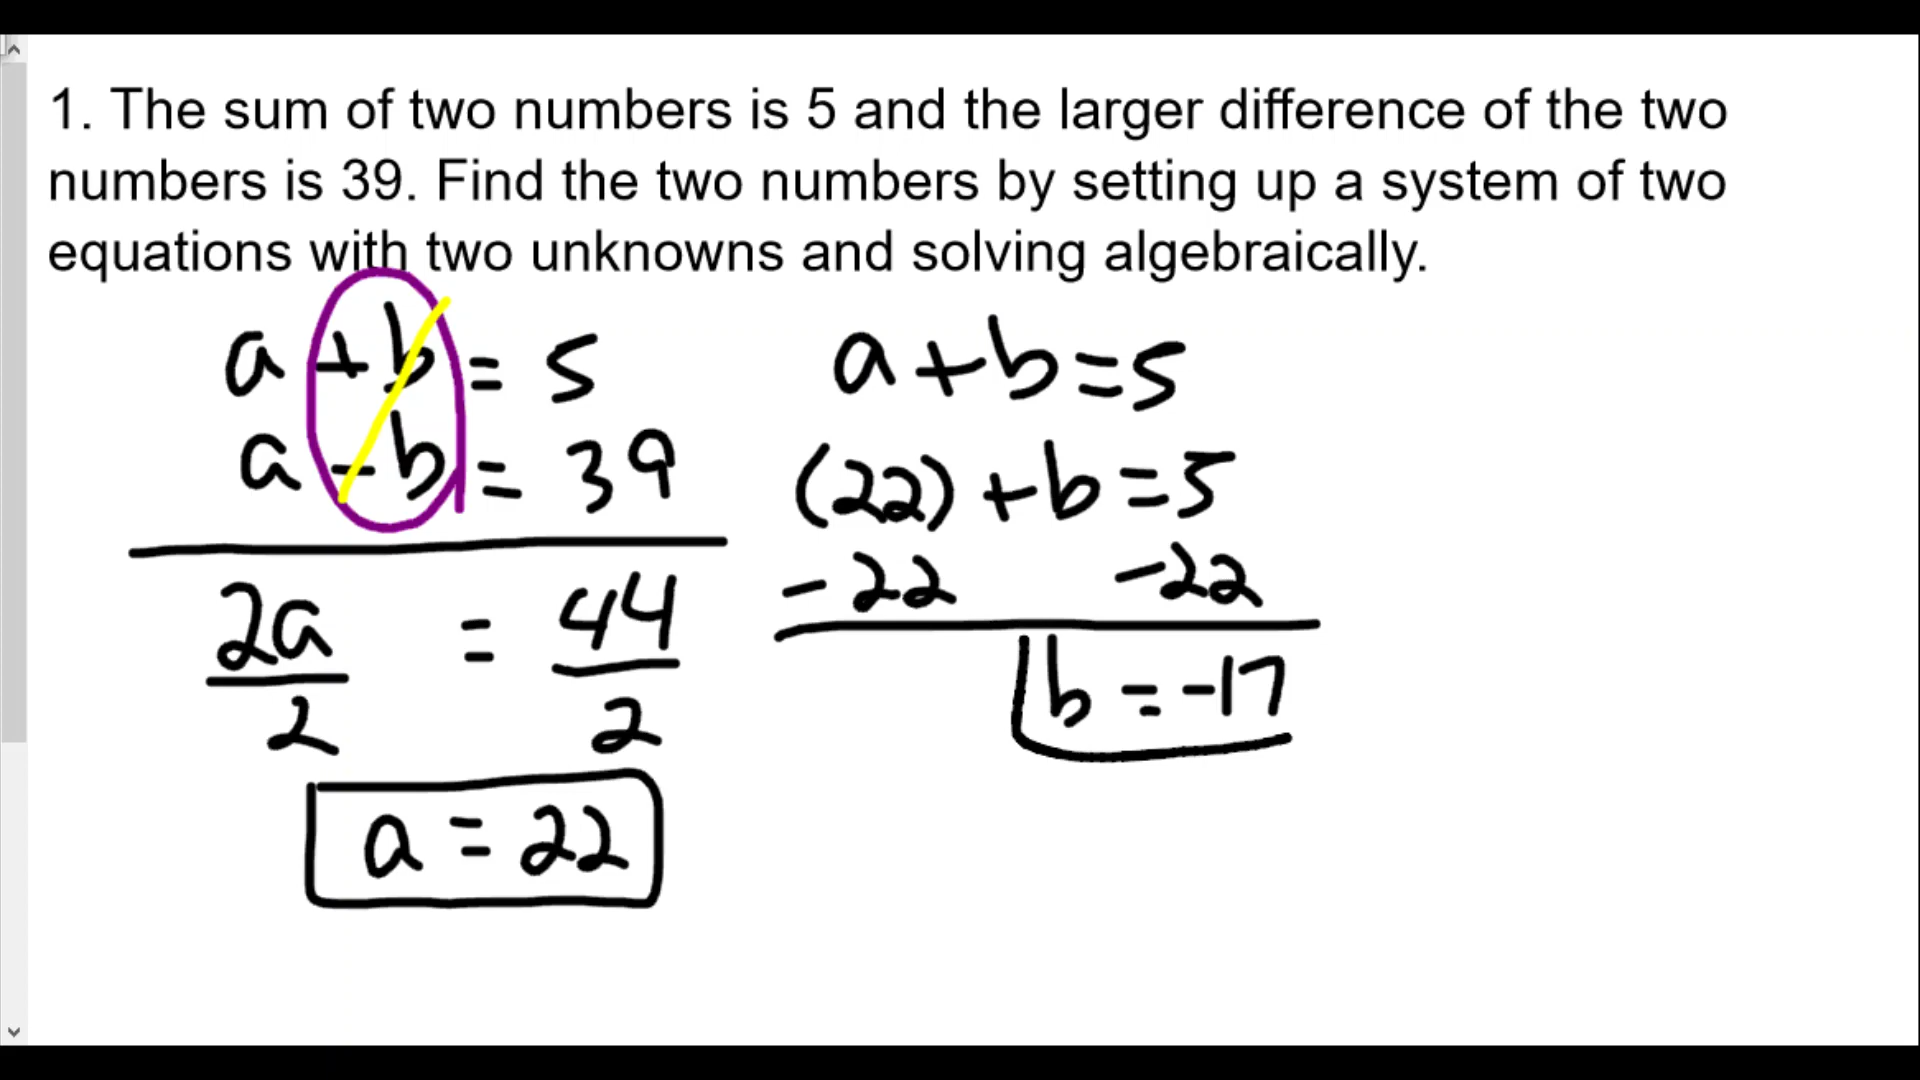 1. The sum of two numbers is 5 and the larger difference of the two
numbers is 39. Find the two numbers by setting up a system of two
equations with two unknowns and solving algebraically.
a + b = 5
a - b = 39
2a = 44
2 2
a = 22
a + b = 5
(22) + b = 5
-22 -22
b = -17